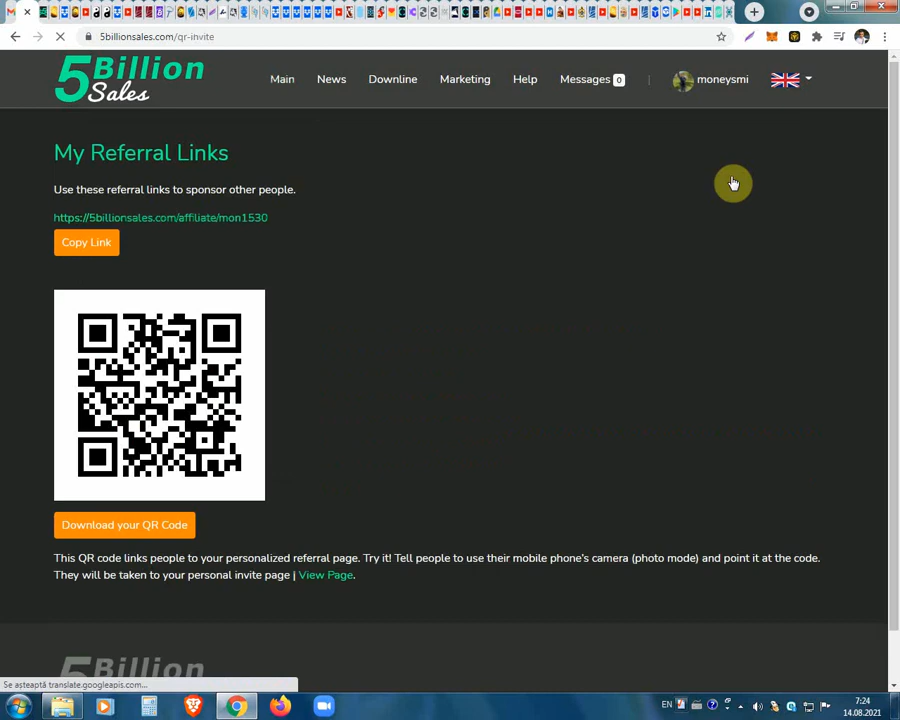 5billionsales.com/qr-invite
5Billion
Sales
Main News Downline Marketing Help Messages 0 | moneysmi
My Referral Links
Use these referral links to sponsor other people.
https://5billionsales.com/affiliate/mon1530
Copy Link
Download your QR Code
This QR code links people to your personalized referral page. Try it! Tell people to use their mobile phone's camera (photo mode) and point it at the code.
They will be taken to your personal invite page | View Page.
5Billion
Se așteaptă translate.googleapis.com...
EN
7:24
14.08.2021